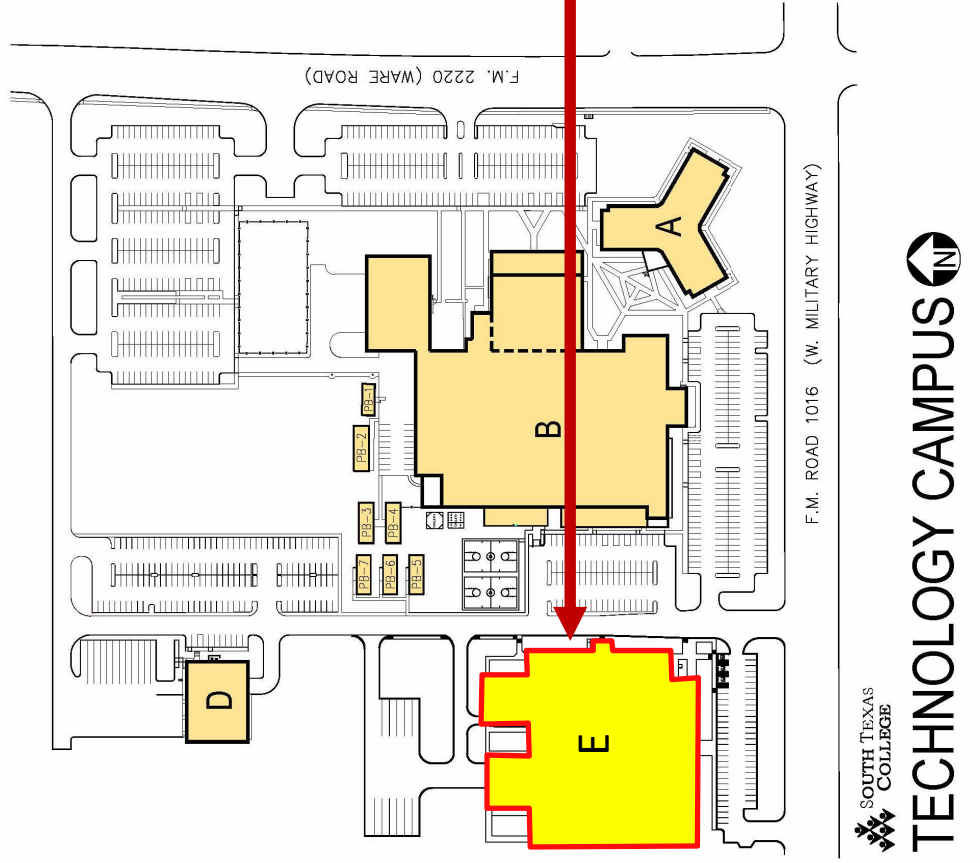 F.M. 2220 (WARE ROAD)
A
F.M. ROAD 1016 (W. MILITARY HIGHWAY)
B
PB-1
PB-2
PB-3
PB-4
PB-7
PB-6
PB-5
D
E
SOUTH TEXAS
COLLEGE
TECHNOLOGY CAMPUS
N